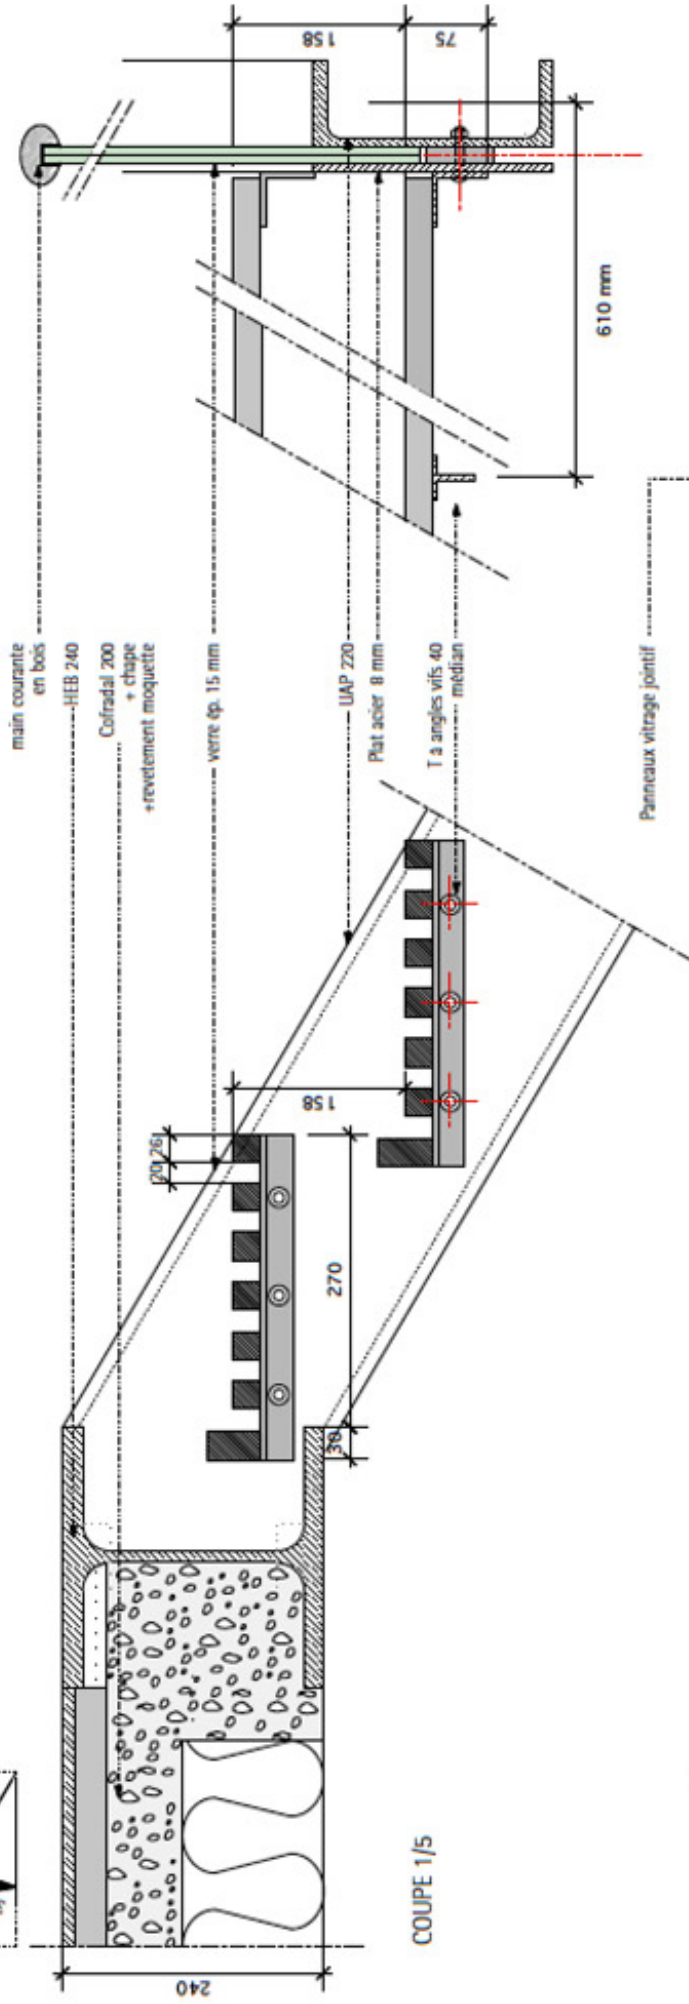 main courante
en bois
HEB 240
Cofradal 200
+ chape
+revetement moquette
verre ép. 15 mm
UAP 220
Plat acier 8 mm
T à angles vifs 40
médian
Panneaux vitrage jointif
158
75
610 mm
20
26
158
270
30
240
COUPE 1/5